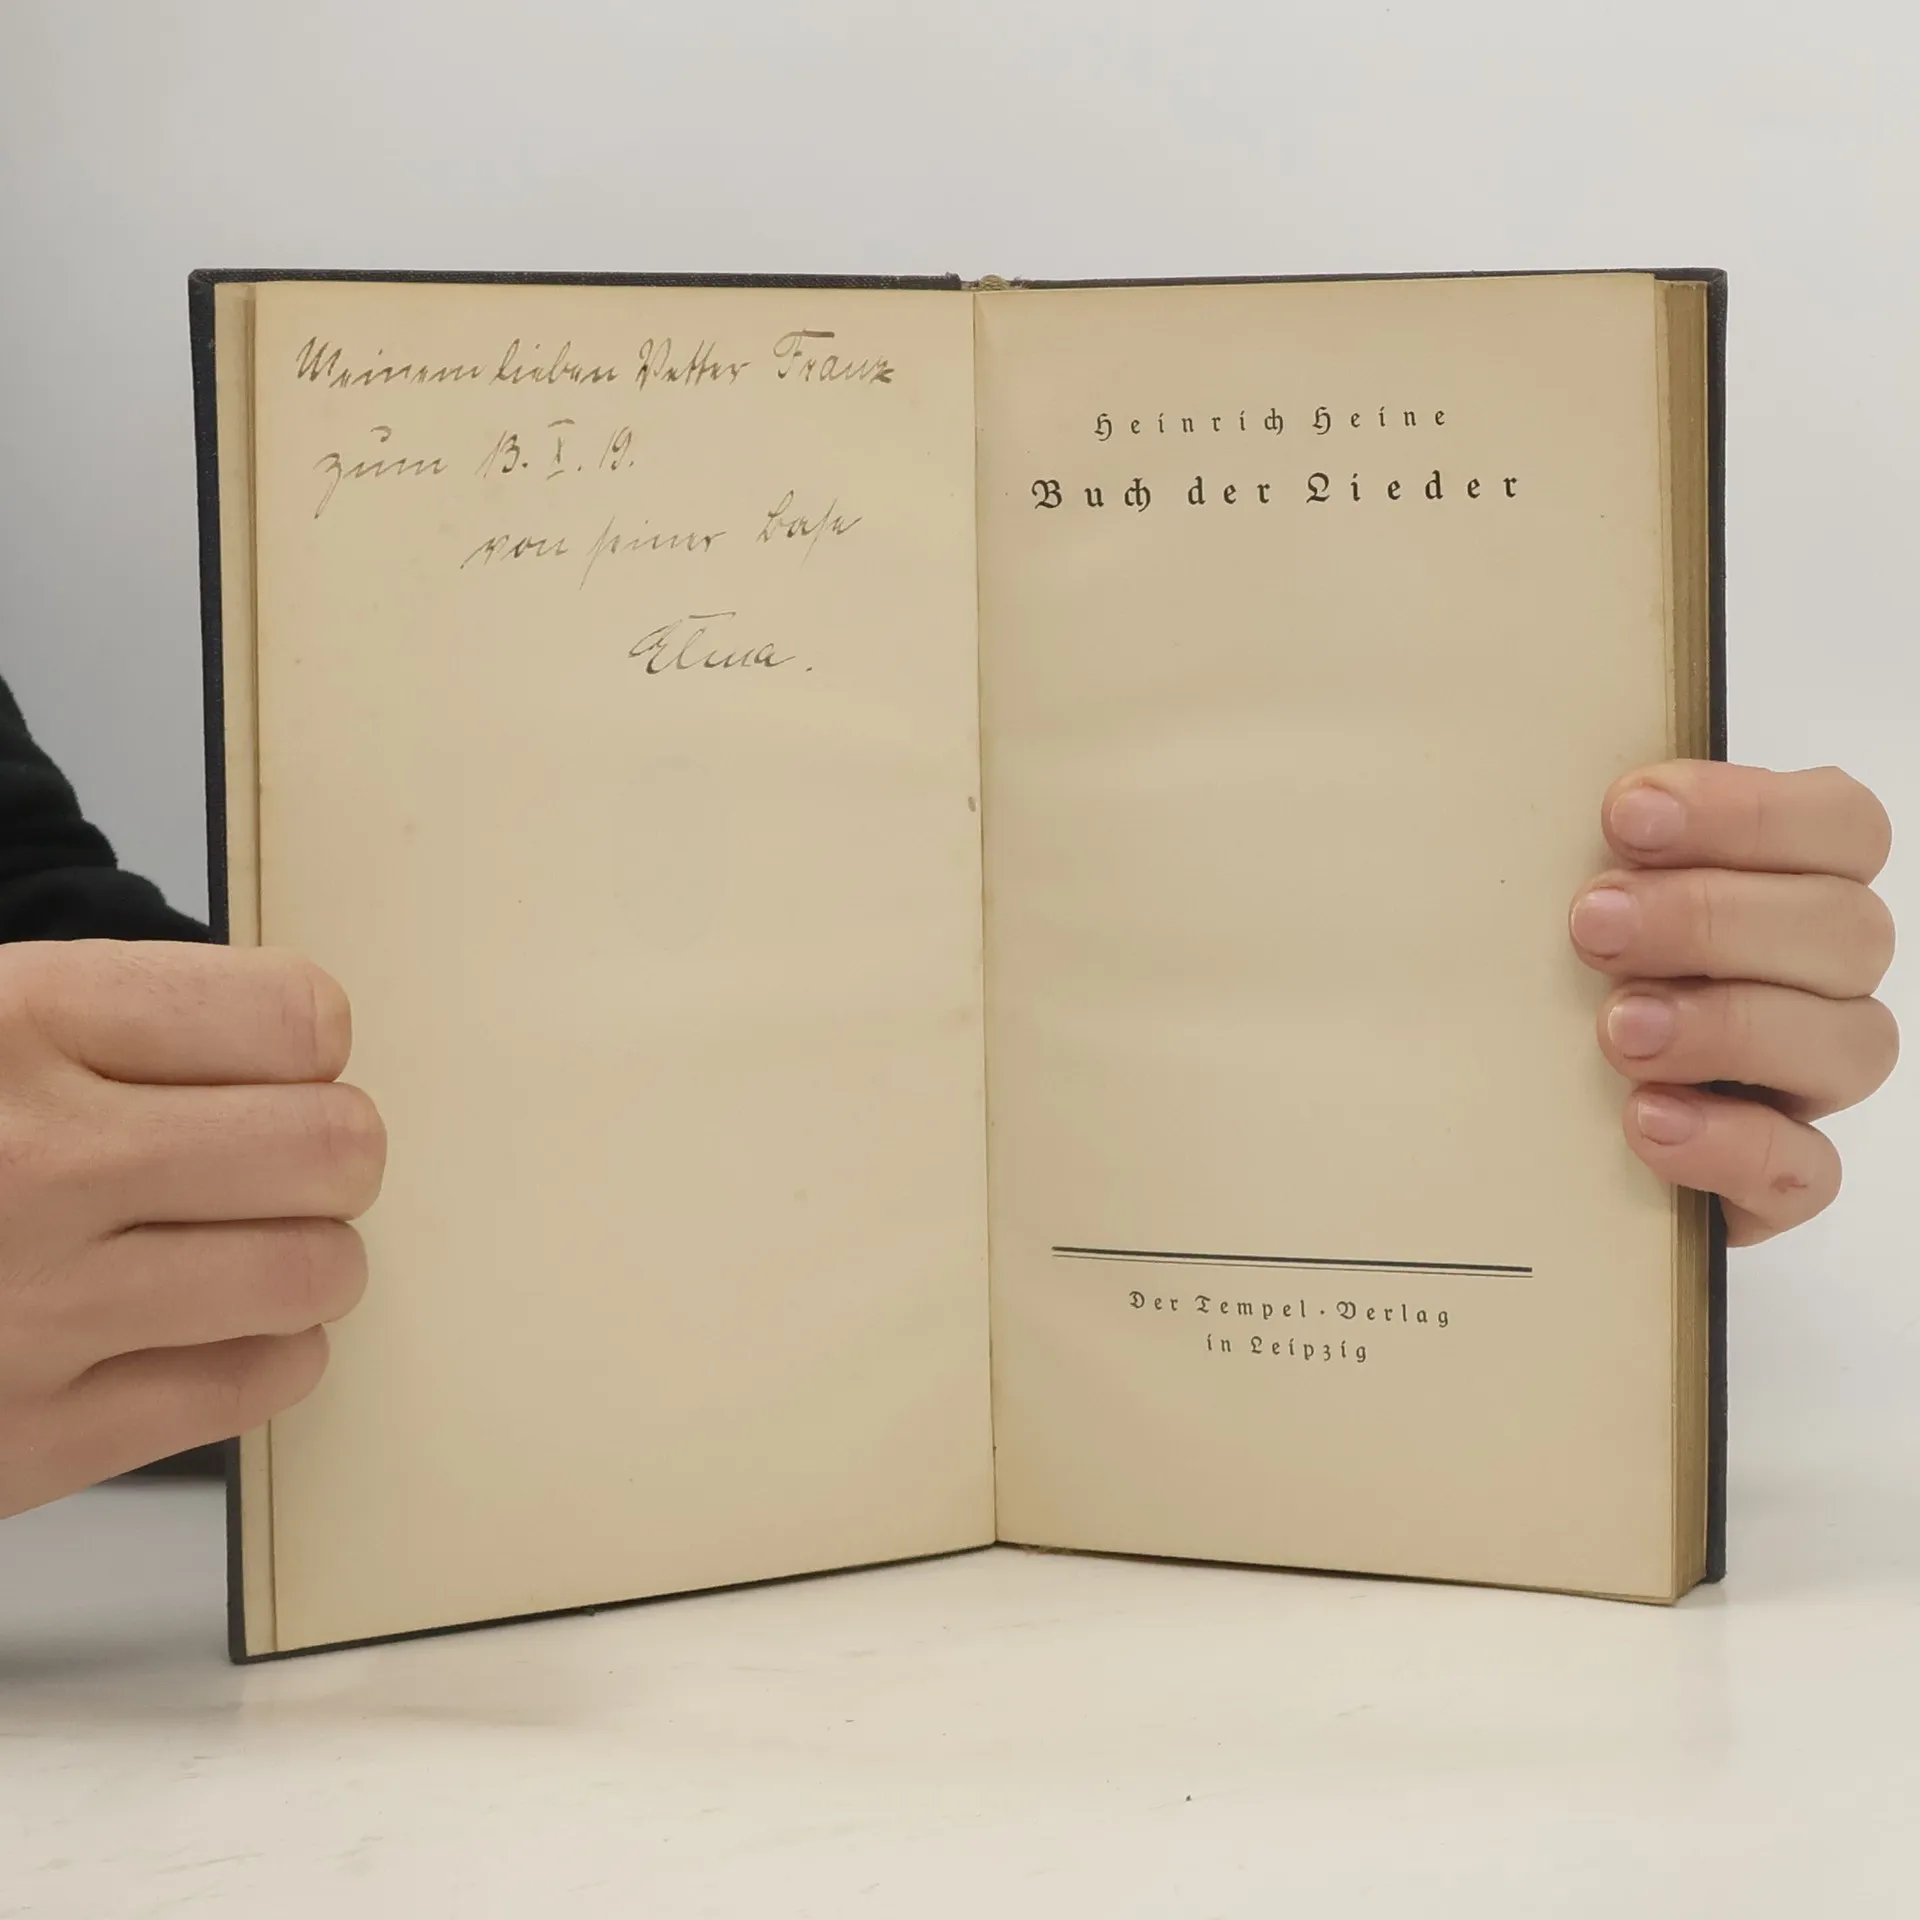 Meinem lieben Vetter Franz
zum 13. X. 19.
von seiner Base
Elma.
Heinrich Heine
Buch der Lieder
Der Tempel-Verlag
in Leipzig